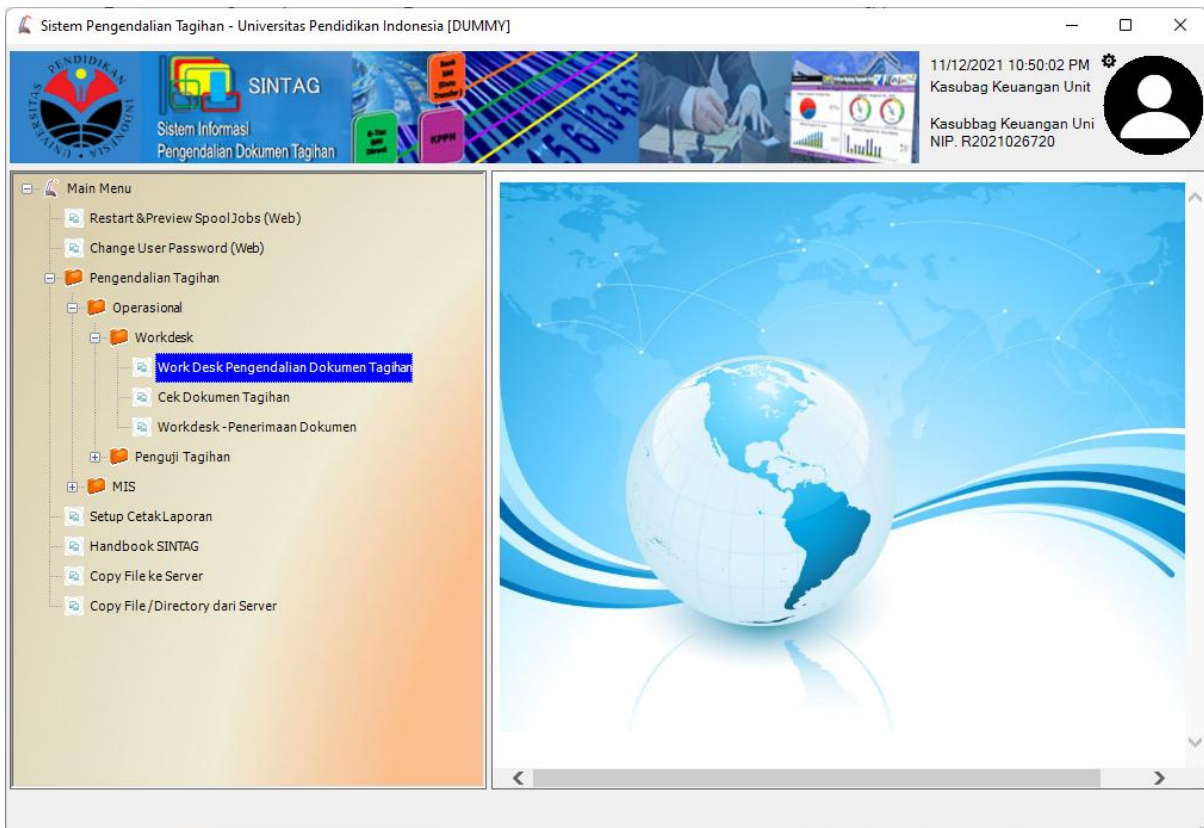 Sistem Pengendalian Tagihan - Universitas Pendidikan Indonesia [DUMMY]
UNIVERSITAS PENDIDIKAN INDONESIA
SINTAG
Sistem Informasi
Pengendalian Dokumen Tagihan
KPPH
11/12/2021 10:50:02 PM
Kasubag Keuangan Unit
Kasubbag Keuangan Uni
NIP. R2021026720
Main Menu
Restart &Preview Spool Jobs (Web)
Change User Password (Web)
Pengendalian Tagihan
Operasional
Workdesk
Work Desk Pengendalian Dokumen Tagihan
Cek Dokumen Tagihan
Workdesk - Penerimaan Dokumen
Penguji Tagihan
MIS
Setup Cetak Laporan
Handbook SINTAG
Copy File ke Server
Copy File / Directory dari Server